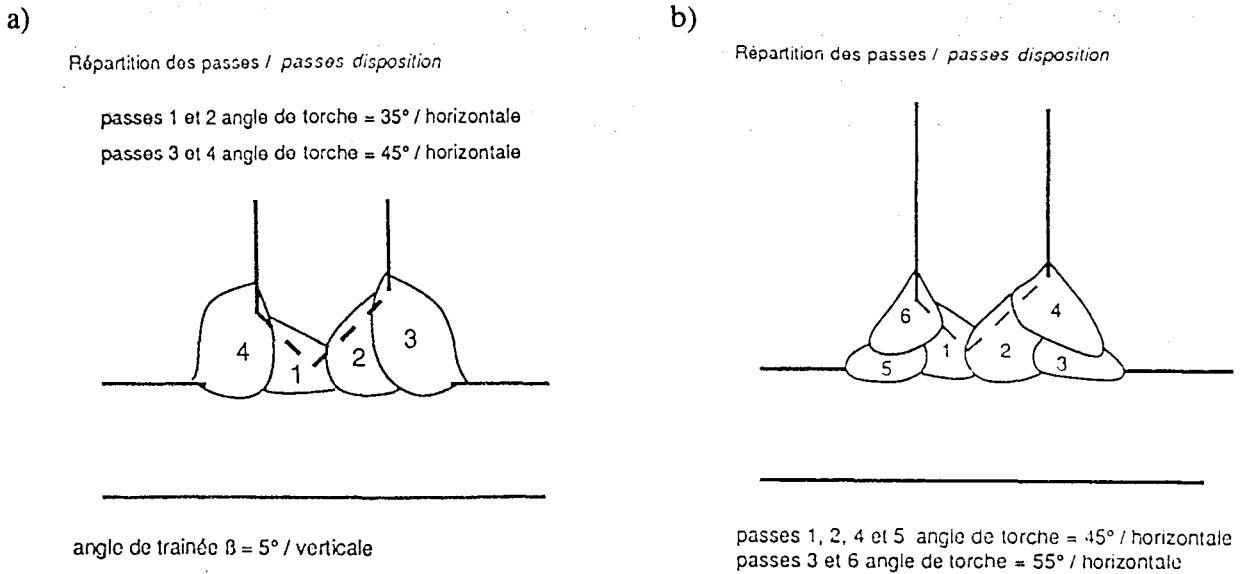 a)
Répartition des passes / passes disposition
passes 1 et 2 angle de torche = 35° / horizontale
passes 3 et 4 angle de torche = 45° / horizontale
4
1
2
3
angle de trainée β = 5° / verticale
b)
Répartition des passes / passes disposition
6
5
1
2
3
4
passes 1, 2, 4 et 5 angle de torche = 45° / horizontale
passes 3 et 6 angle de torche = 55° / horizontale